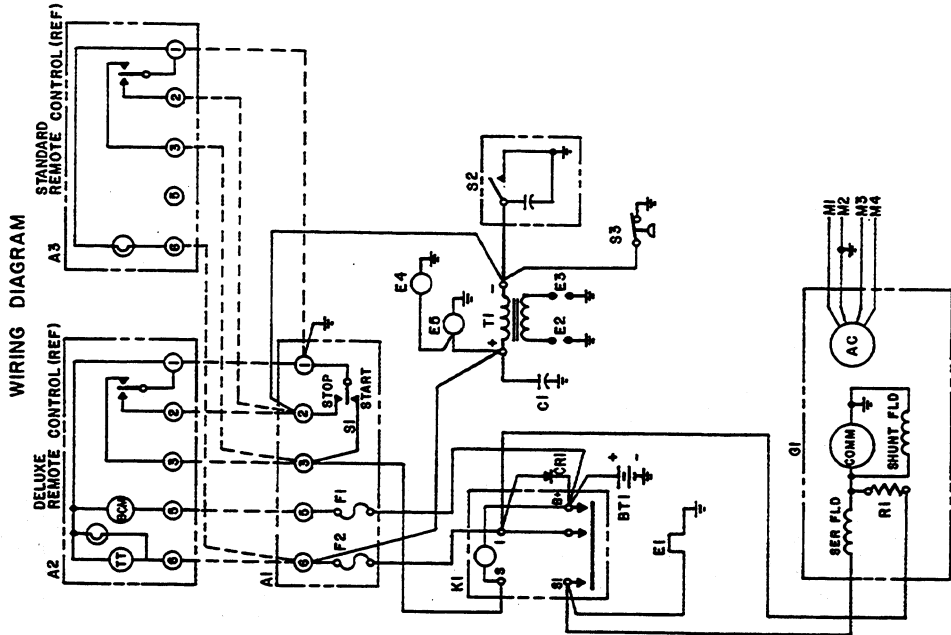 WIRING DIAGRAM
DELUXE
REMOTE CONTROL (REF)
A2
TT
BCM
6
5
3
2
1
STANDARD
REMOTE CONTROL (REF)
A3
6
5
3
2
1
A1
6
5
3
2
1
F2
F1
S1
STOP
START
K1
S
I
B+
CR1
S1
BT1
+
-
E1
C1
E5
E4
+
T1
-
E2
E3
S2
S3
G1
SER FLD
R1
COMM
SHUNT FLD
AC
M1
M2
M3
M4